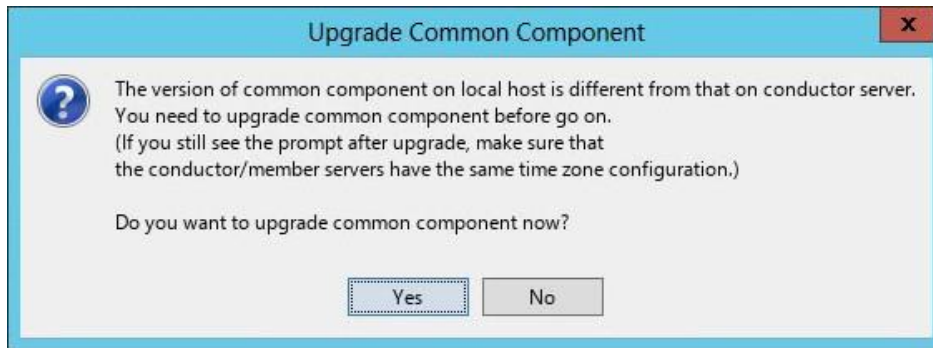 Upgrade Common Component
x
?
The version of common component on local host is different from that on conductor server.
You need to upgrade common component before go on.
(If you still see the prompt after upgrade, make sure that
the conductor/member servers have the same time zone configuration.)
Do you want to upgrade common component now?
Yes
No